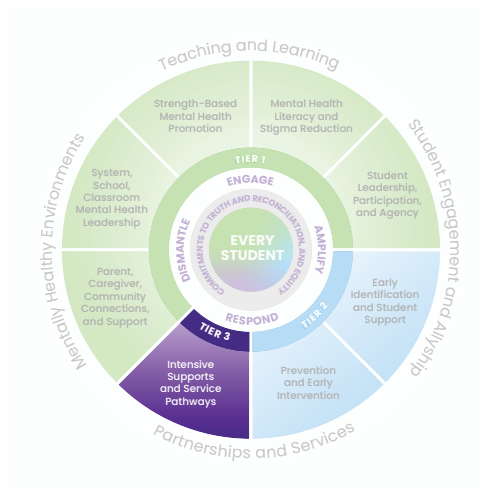 Teaching and Learning
Student Engagement and Allyship
Partnerships and Services
Mentally Healthy Environments
Strength-Based
Mental Health
Promotion
Mental Health
Literacy and
Stigma Reduction
Student
Leadership,
Participation,
and Agency
Early
Identification
and Student
Support
Prevention
and Early
Intervention
Intensive
Supports
and Service
Pathways
Parent,
Caregiver,
Community
Connections,
and Support
System,
School,
Classroom
Mental Health
Leadership
TIER 1
TIER 2
TIER 3
ENGAGE
AMPLIFY
RESPOND
DISMANTLE
COMMITMENTS TO TRUTH AND RECONCILIATION, AND EQUITY
EVERY
STUDENT